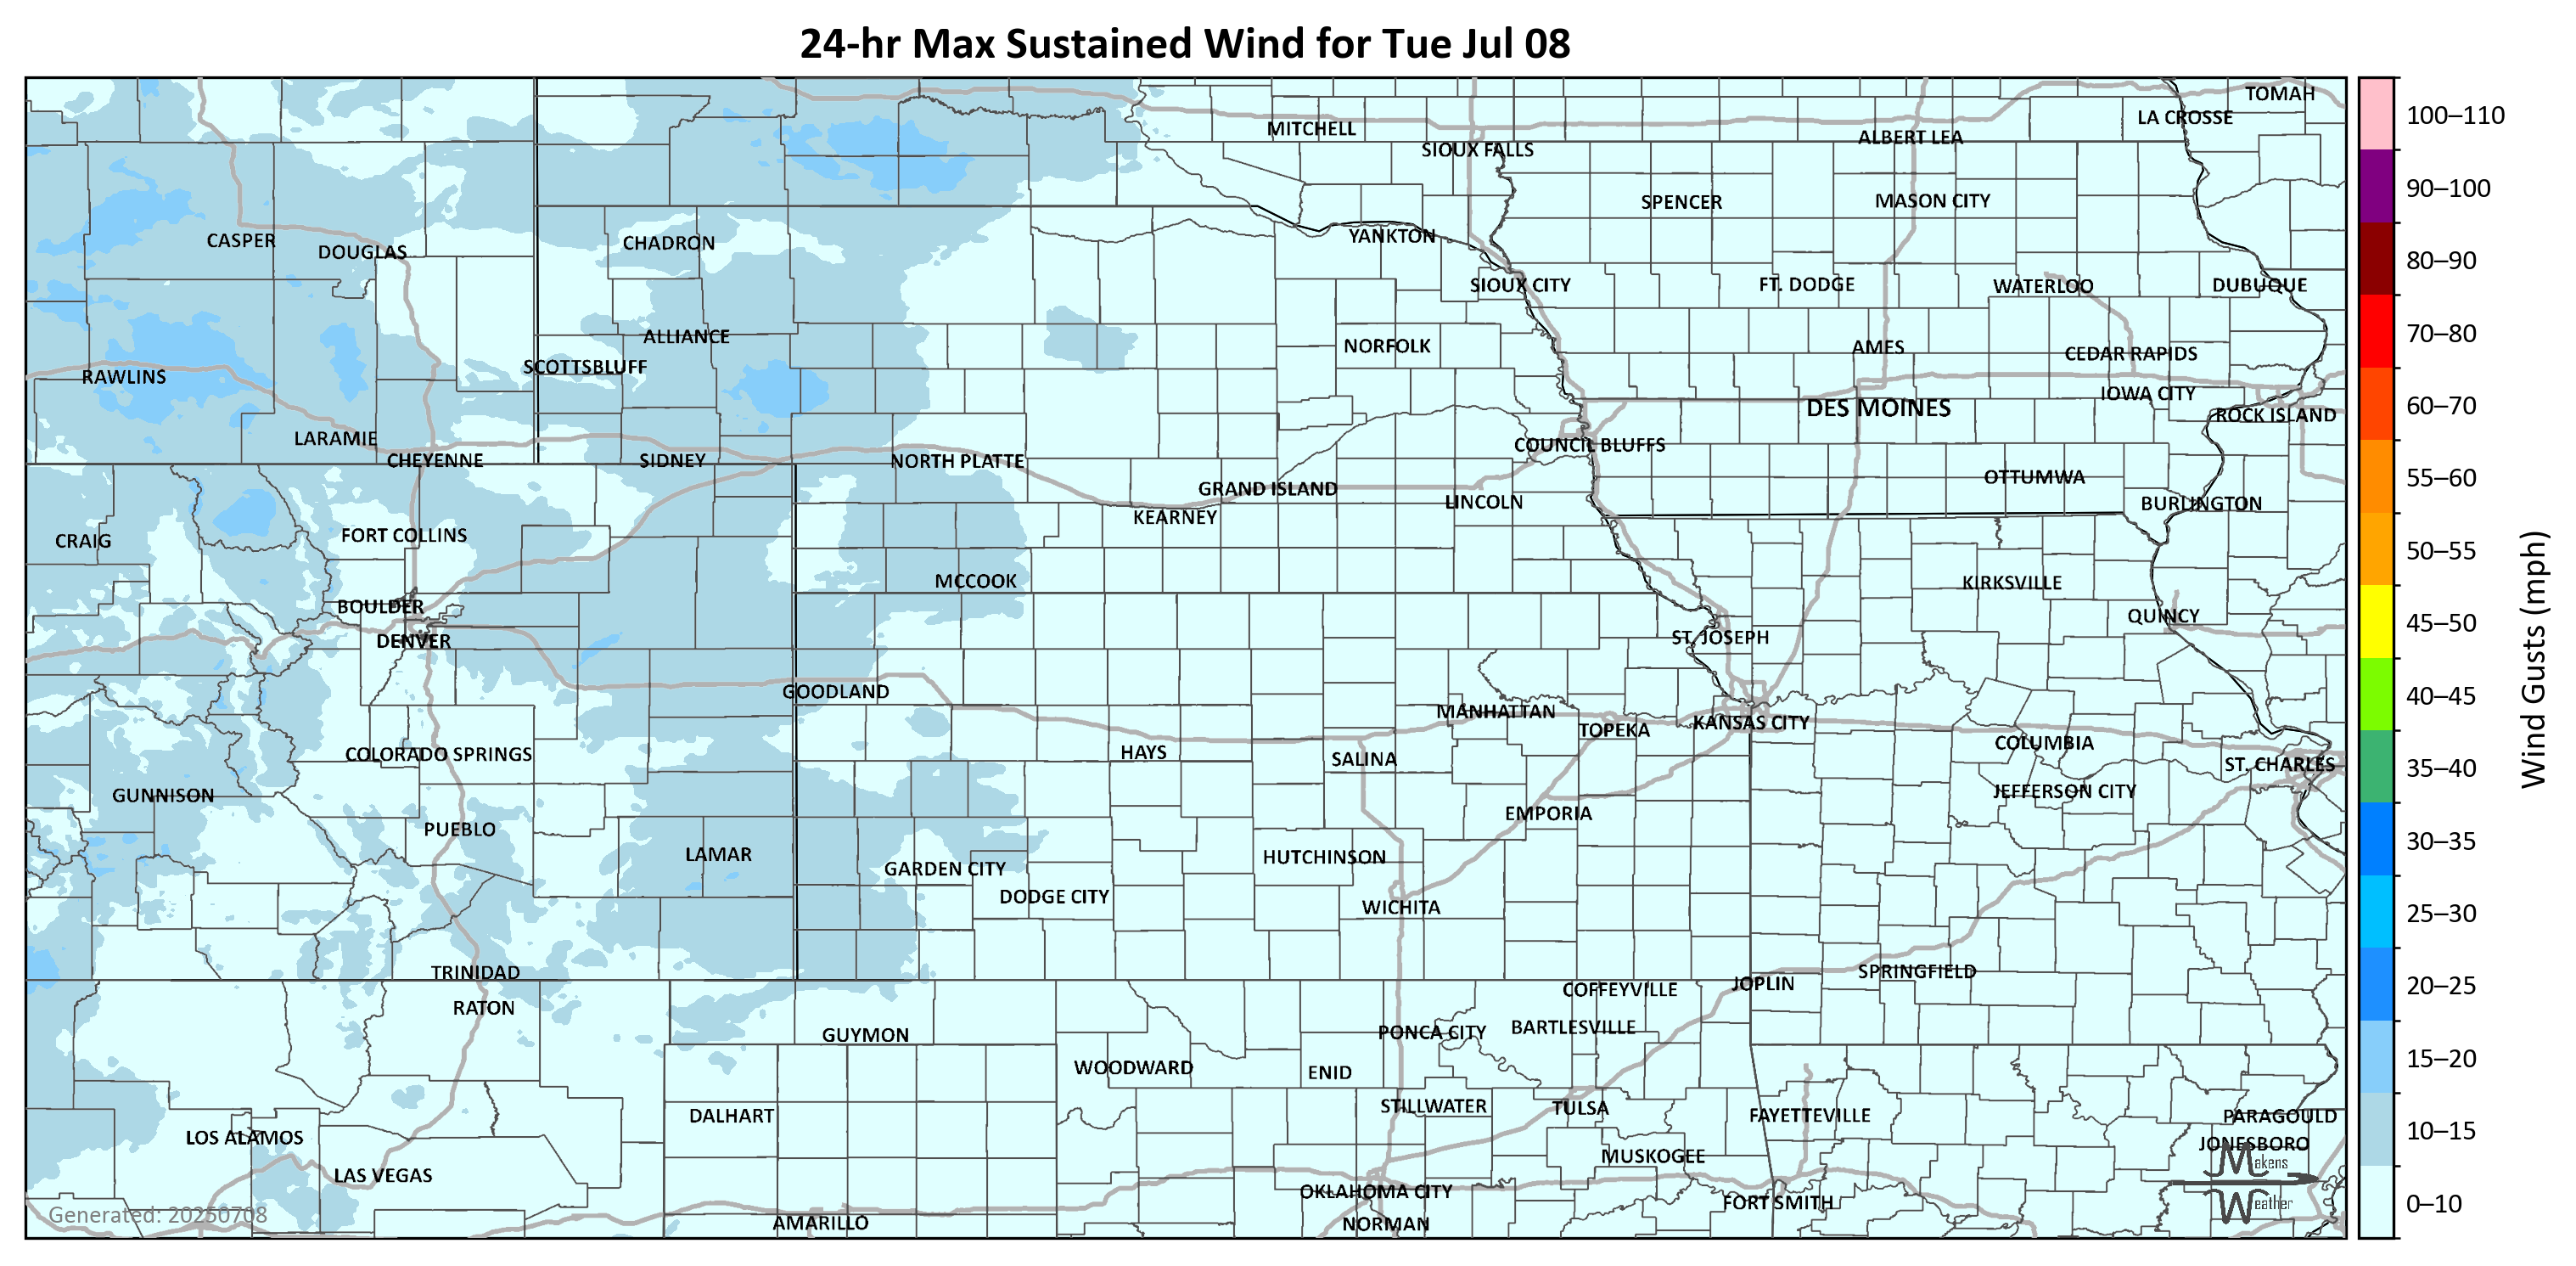 24-hr Max Sustained Wind for Tue Jul 08
TOMAH
LA CROSSE
MITCHELL
ALBERT LEA
SIOUX FALLS
SPENCER
MASON CITY
YANKTON
CASPER
CHADRON
DOUGLAS
SIOUX CITY
FT. DODGE
WATERLOO
DUBUQUE
ALLIANCE
NORFOLK
AMES
CEDAR RAPIDS
SCOTTSBLUFF
RAWLINS
IOWA CITY
DES MOINES
ROCK ISLAND
LARAMIE
COUNCIL BLUFFS
CHEYENNE
SIDNEY
NORTH PLATTE
OTTUMWA
GRAND ISLAND
LINCOLN
BURLINGTON
KEARNEY
FORT COLLINS
CRAIG
MCCOOK
KIRKSVILLE
BOULDER
QUINCY
DENVER
ST. JOSEPH
GOODLAND
MANHATTAN
TOPEKA
KANSAS CITY
COLUMBIA
COLORADO SPRINGS
HAYS
SALINA
ST. CHARLES
GUNNISON
JEFFERSON CITY
EMPORIA
PUEBLO
LAMAR
HUTCHINSON
GARDEN CITY
DODGE CITY
WICHITA
TRINIDAD
SPRINGFIELD
JOPLIN
COFFEYVILLE
RATON
BARTLESVILLE
GUYMON
PONCA CITY
WOODWARD
ENID
STILLWATER
TULSA
DALHART
FAYETTEVILLE
PARAGOULD
LOS ALAMOS
JONESBORO
MUSKOGEE
LAS VEGAS
OKLAHOMA CITY
FORT SMITH
AMARILLO
NORMAN
Makens
Weather
Generated: 20250708
100–110
90–100
80–90
70–80
60–70
55–60
50–55
45–50
40–45
35–40
30–35
25–30
20–25
15–20
10–15
0–10
Wind Gusts (mph)